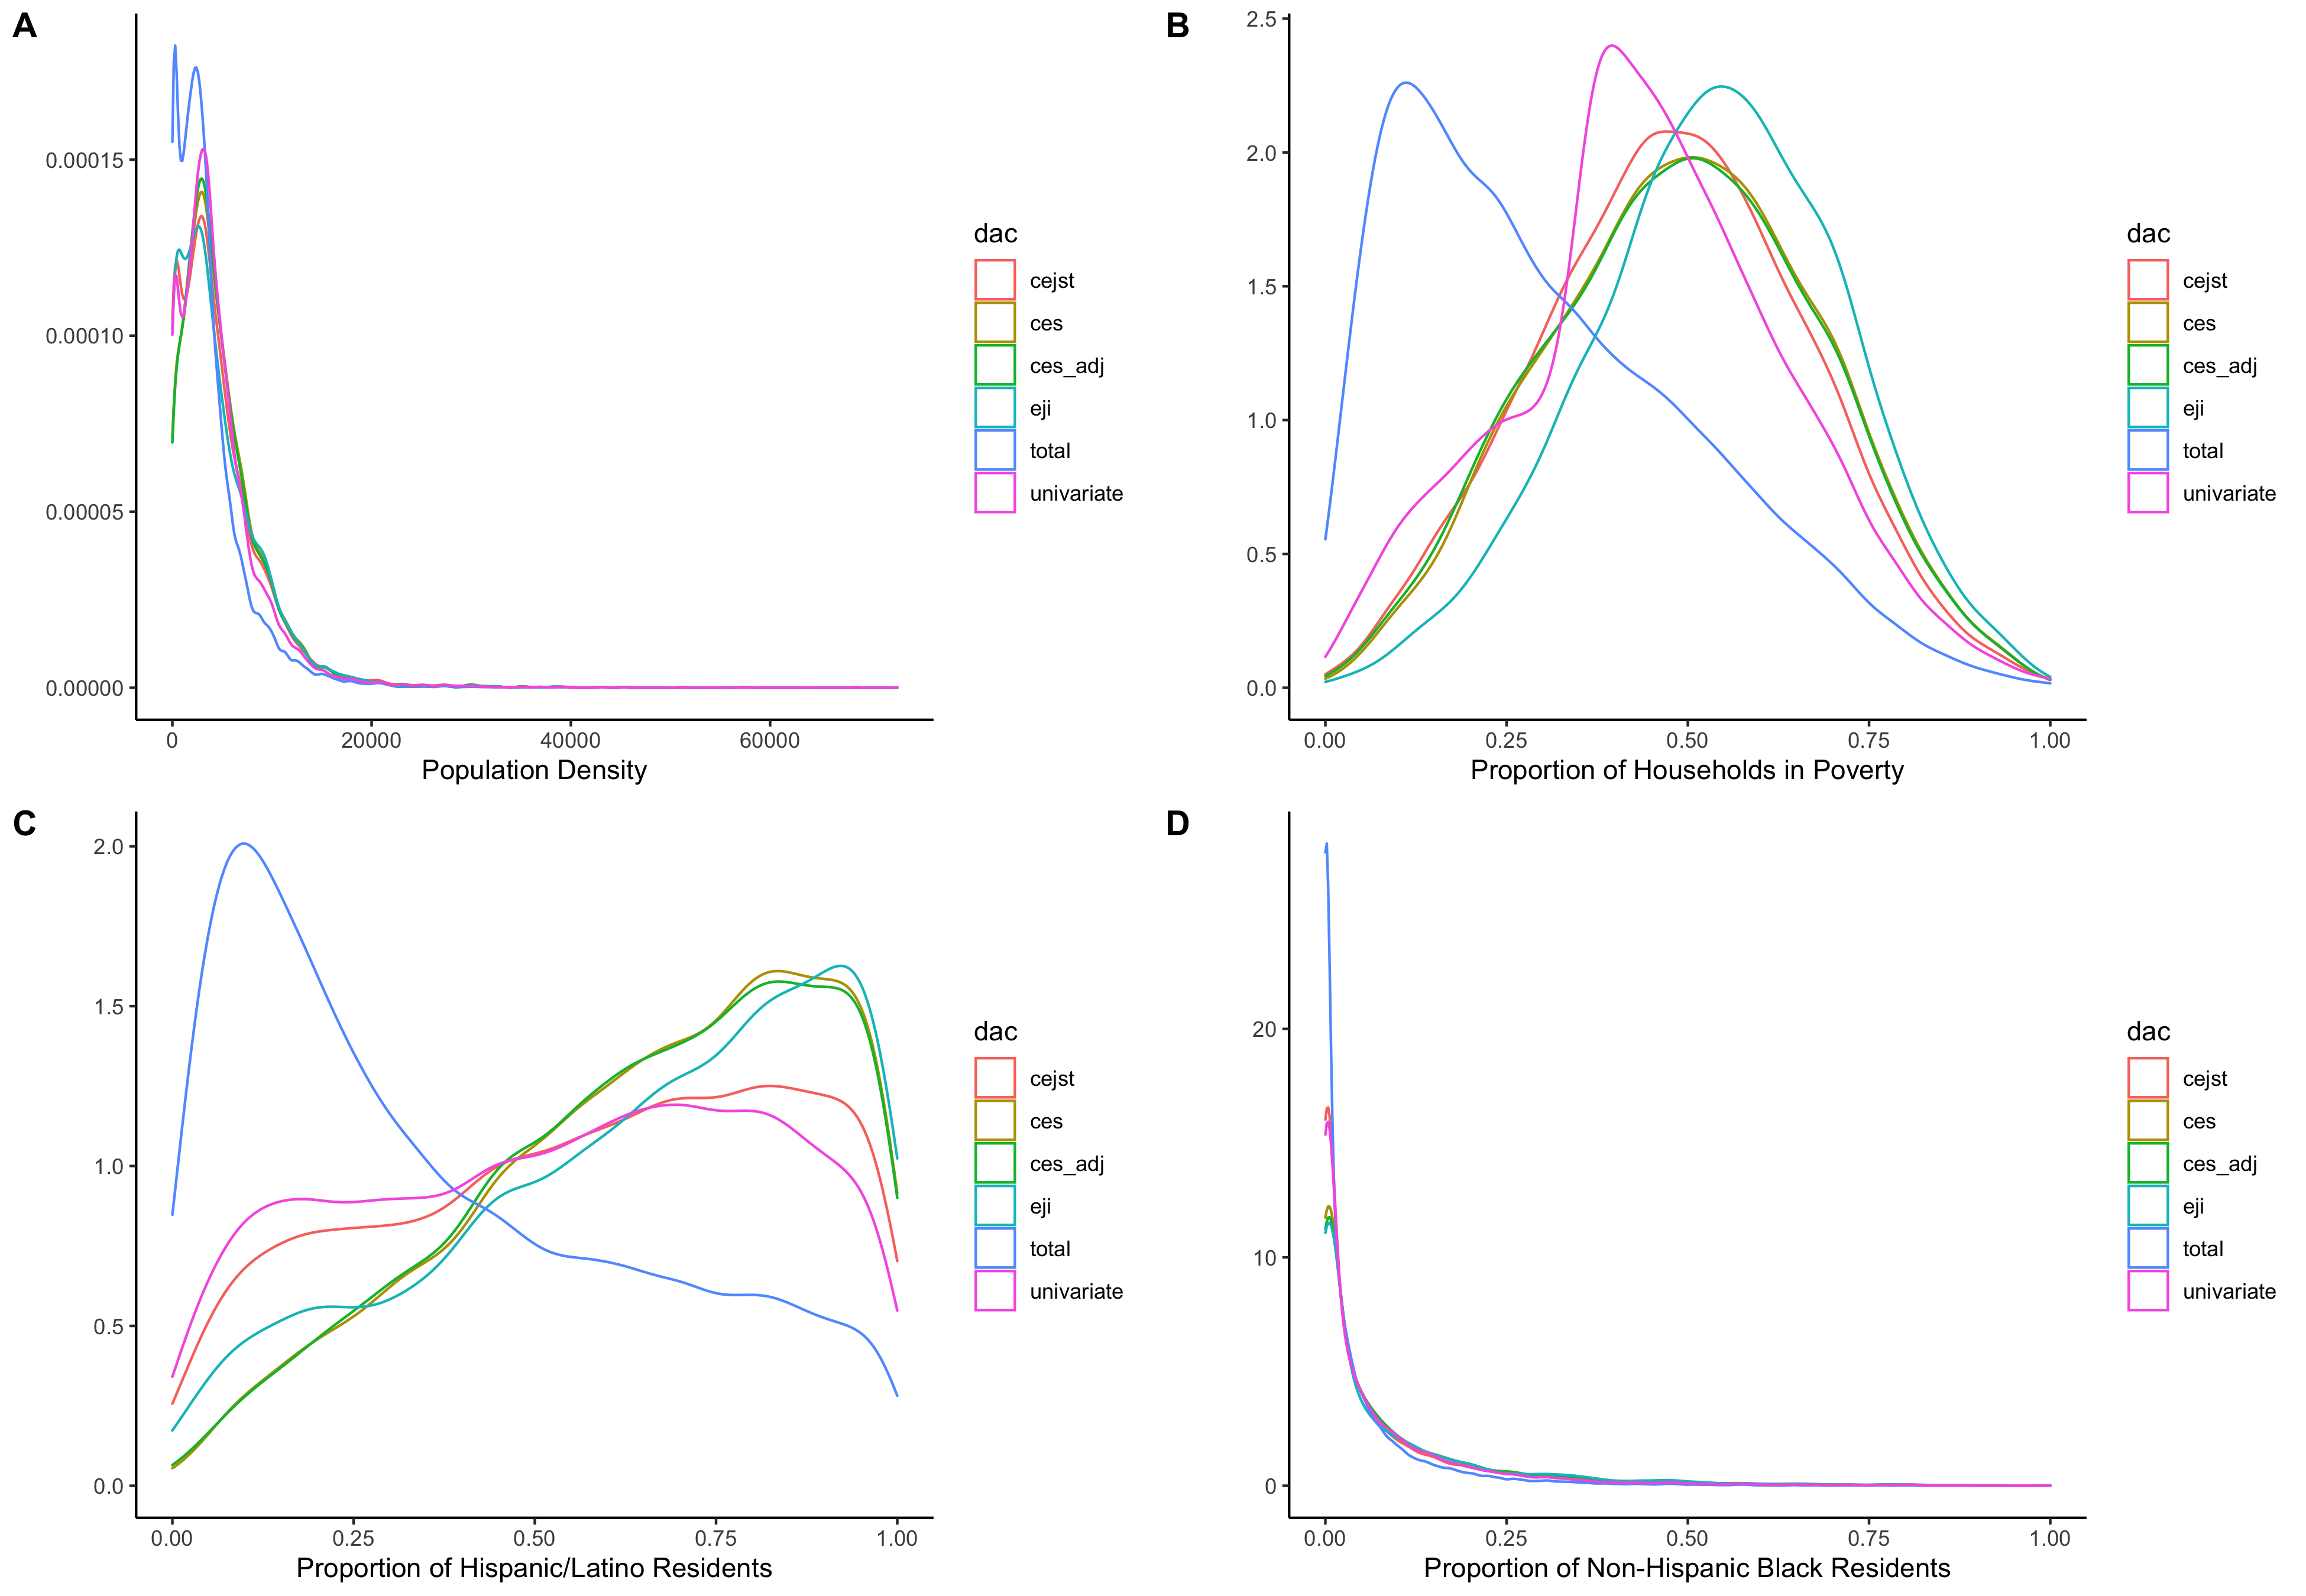 A
0.00015
0.00010
0.00005
0.00000
0
20000
40000
60000
Population Density
dac
cejst
ces
ces_adj
eji
total
univariate
B
2.5
2.0
1.5
1.0
0.5
0.0
0.00
0.25
0.50
0.75
1.00
Proportion of Households in Poverty
dac
cejst
ces
ces_adj
eji
total
univariate
C
2.0
1.5
1.0
0.5
0.0
0.00
0.25
0.50
0.75
1.00
Proportion of Hispanic/Latino Residents
dac
cejst
ces
ces_adj
eji
total
univariate
D
20
10
0
0.00
0.25
0.50
0.75
1.00
Proportion of Non-Hispanic Black Residents
dac
cejst
ces
ces_adj
eji
total
univariate